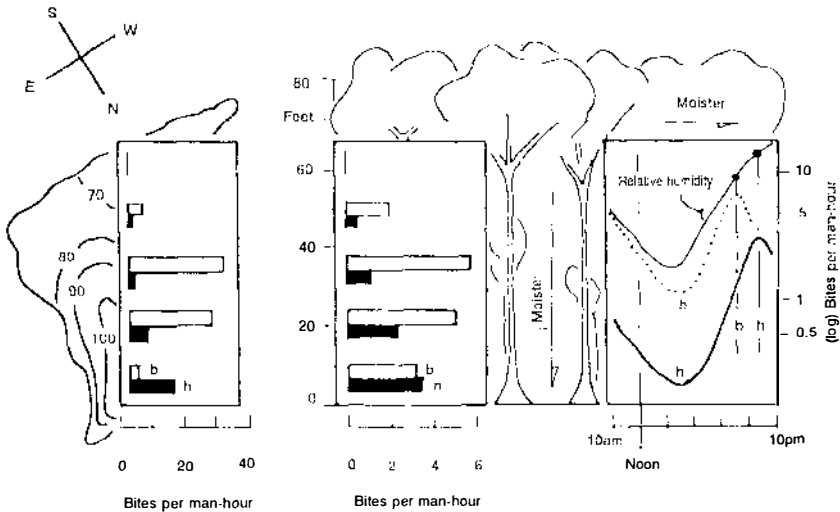 S
W
E
N
80
Feet
60
40
20
0
70
80
90
100
b
h
0 20 40
Bites per man-hour
b
0 2 4 6
Bites per man-hour
Moister
Moister
Relative humidity
b
h
b
h
10
5
1
0.5
(log) Bites per man-hour
10am
10pm
Noon